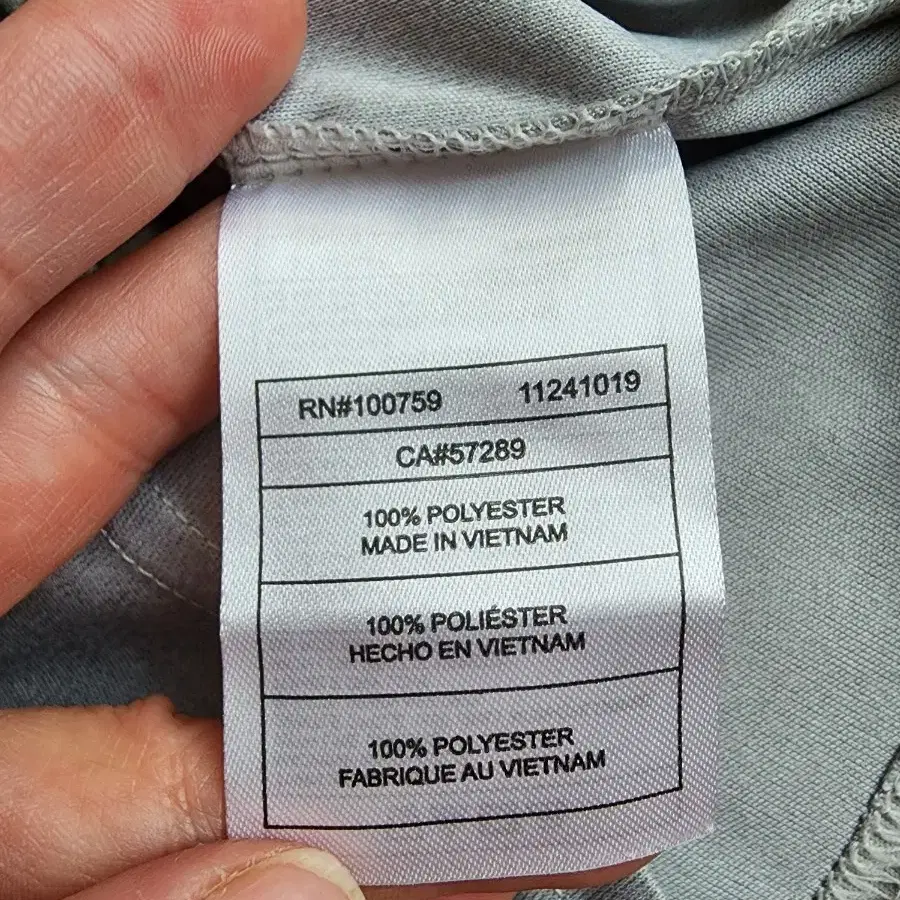 RN#100759 11241019
CA#57289
100% POLYESTER
MADE IN VIETNAM
100% POLIÉSTER
HECHO EN VIETNAM
100% POLYESTER
FABRIQUE AU VIETNAM